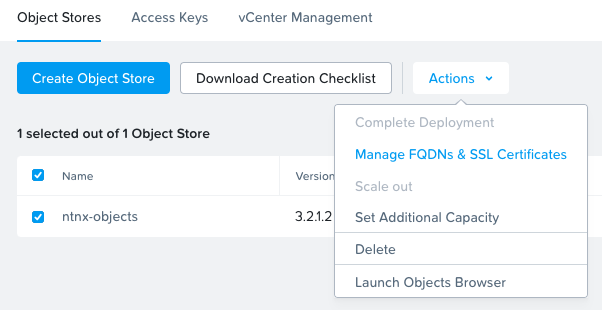 Object Stores Access Keys vCenter Management
Create Object Store Download Creation Checklist Actions
Complete Deployment
1 selected out of 1 Object Store
Manage FQDNs & SSL Certificates
Name Version
Scale out
ntnx-objects 3.2.1.2
Set Additional Capacity
Delete
Launch Objects Browser